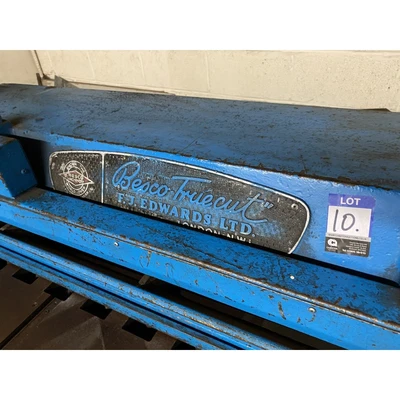 Besco Truecut
F.J. EDWARDS LTD
LONDON N.W.1.
LOT
10.